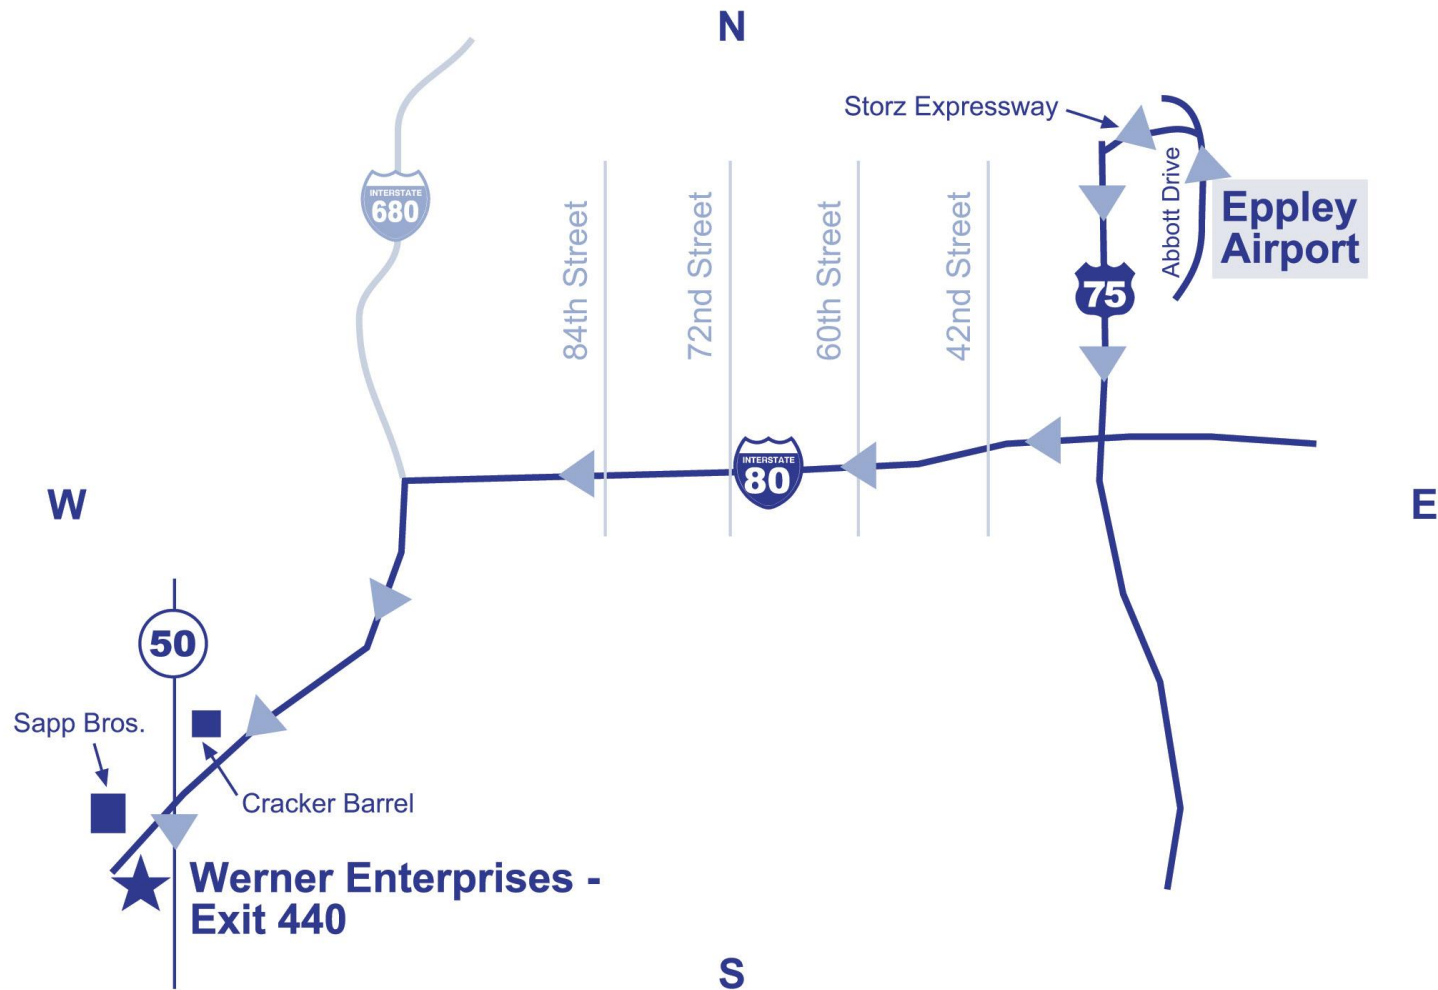 N
Storz Expressway
INTERSTATE
680
84th Street
72nd Street
60th Street
42nd Street
Abbott Drive
Eppley
Airport
75
INTERSTATE
80
W
E
50
Sapp Bros.
Cracker Barrel
Werner Enterprises -
Exit 440
S